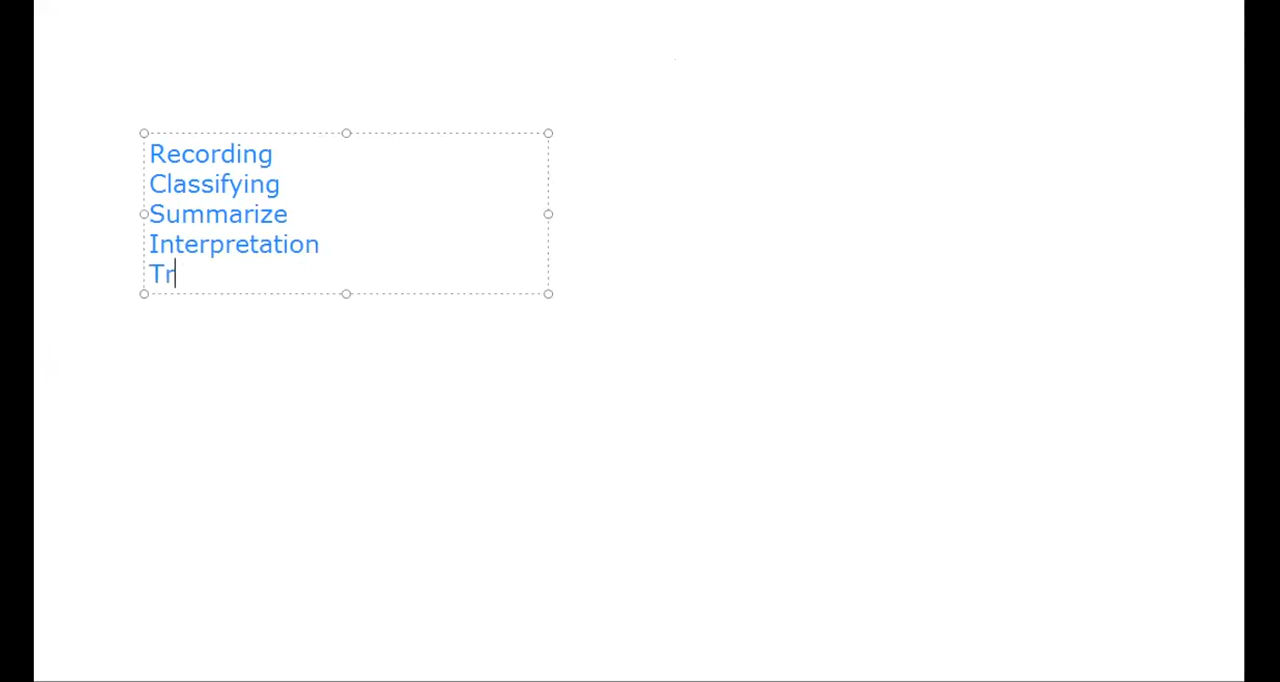 Recording
Classifying
Summarize
Interpretation
Tr